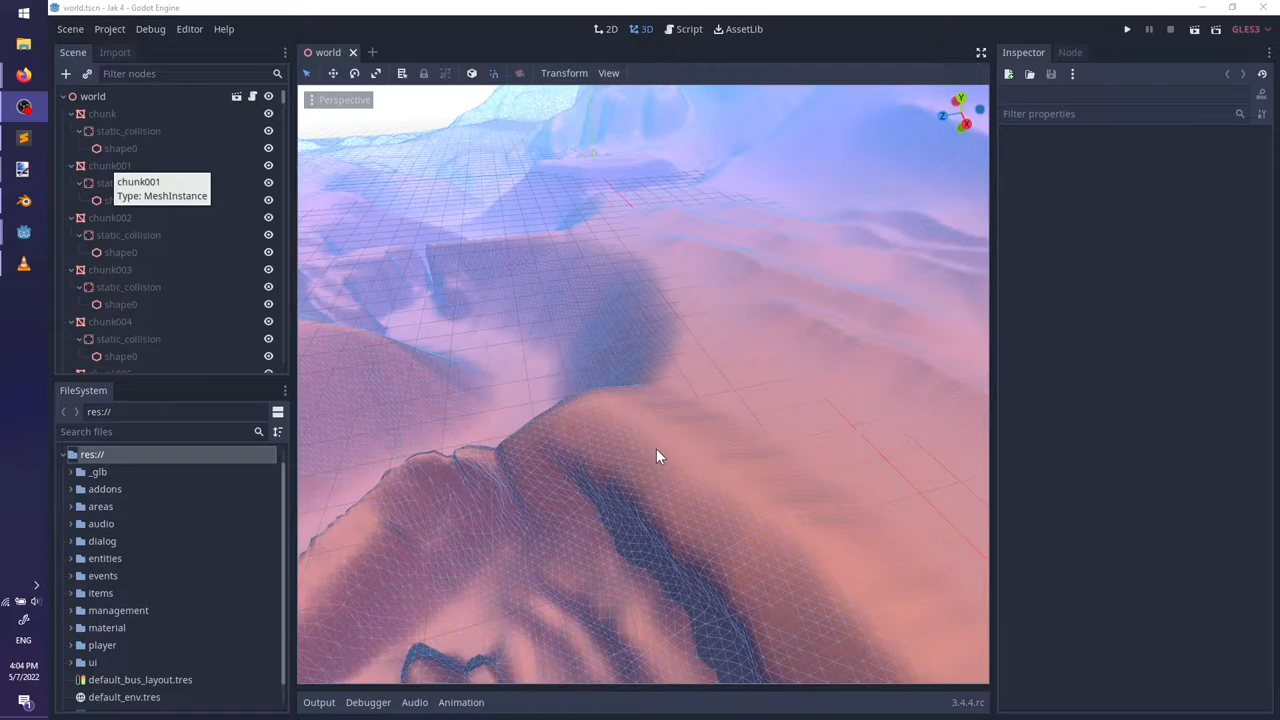 world.tscn - Jak 4 - Godot Engine
Scene Project Debug Editor Help
2D 3D Script AssetLib
GLES3
Scene Import
world
Inspector Node
Filter nodes
Transform View
Perspective
Y
Z
X
Filter properties
world
chunk
static_collision
shape0
chunk001
stat
chunk001
Type: MeshInstance
sh
chunk002
static_collision
shape0
chunk003
static_collision
shape0
chunk004
static_collision
shape0
FileSystem
res://
Search files
res://
_glb
addons
areas
audio
dialog
entities
events
items
management
material
player
ui
default_bus_layout.tres
default_env.tres
Output Debugger Audio Animation
3.4.4.rc
ENG
4:04 PM
5/7/2022
1